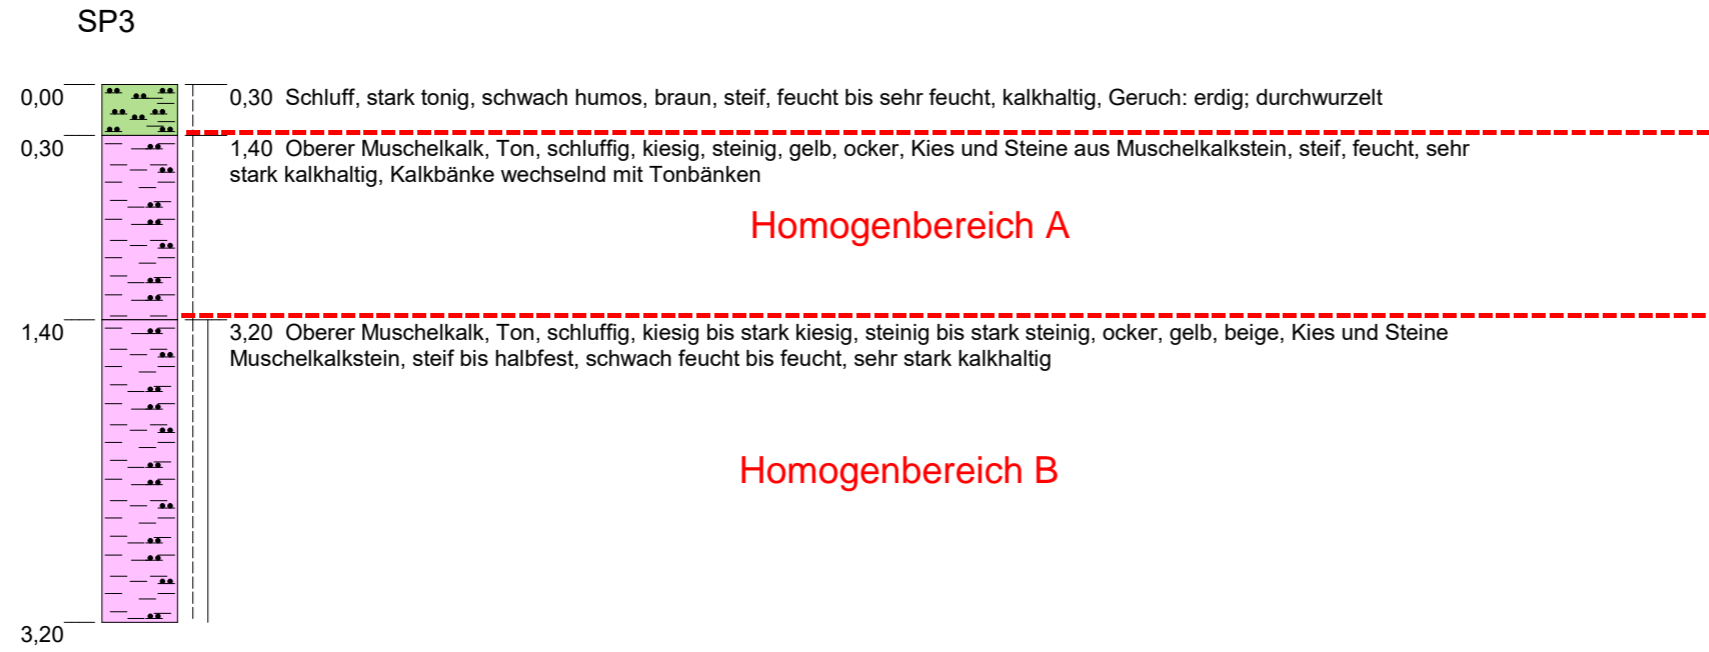 SP3
0,00
0,30 Schluff, stark tonig, schwach humos, braun, steif, feucht bis sehr feucht, kalkhaltig, Geruch: erdig; durchwurzelt
0,30
1,40 Oberer Muschelkalk, Ton, schluffig, kiesig, steinig, gelb, ocker, Kies und Steine aus Muschelkalkstein, steif, feucht, sehr
stark kalkhaltig, Kalkbänke wechselnd mit Tonbänken
Homogenbereich A
1,40
3,20 Oberer Muschelkalk, Ton, schluffig, kiesig bis stark kiesig, steinig bis stark steinig, ocker, gelb, beige, Kies und Steine
Muschelkalkstein, steif bis halbfest, schwach feucht bis feucht, sehr stark kalkhaltig
Homogenbereich B
3,20